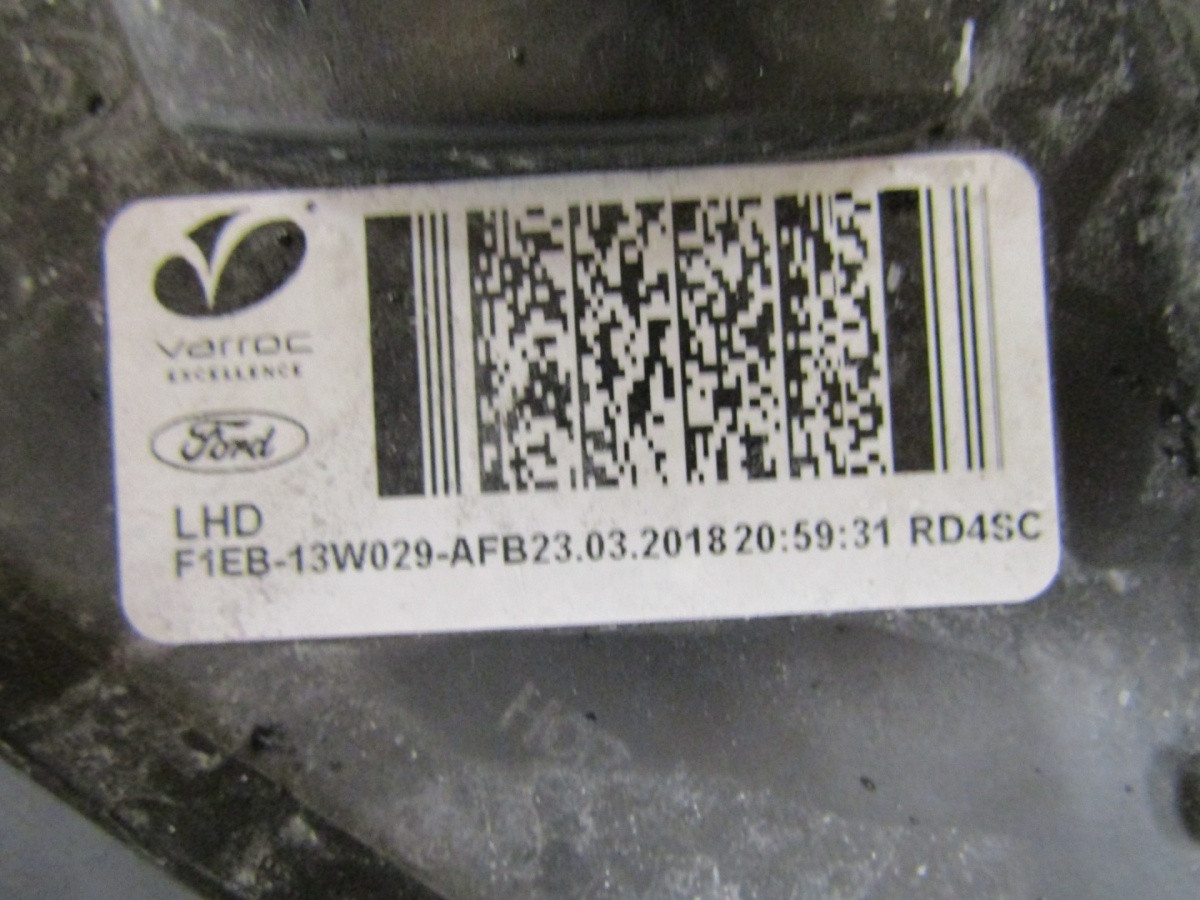 varroc
EXCELLENCE
Ford
LHD
F1EB-13W029-AFB23.03.2018 20:59:31 RD4SC